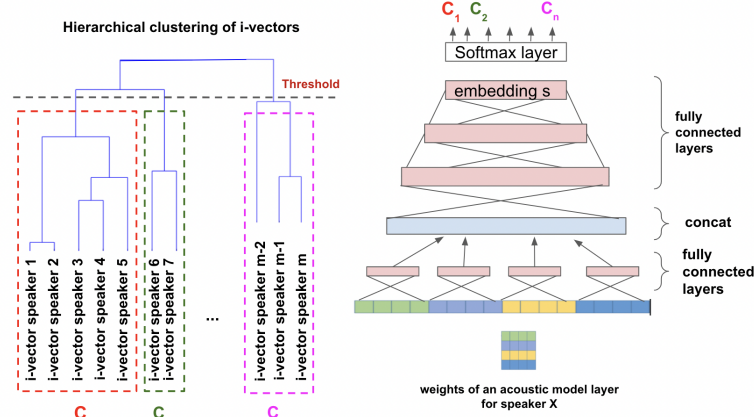 Hierarchical clustering of i-vectors
Threshold
i-vector speaker 1
i-vector speaker 2
i-vector speaker 3
i-vector speaker 4
i-vector speaker 5
i-vector speaker 6
i-vector speaker 7
...
i-vector speaker m-2
i-vector speaker m-1
i-vector speaker m
C
C
C
C1
C2
Cn
Softmax layer
embedding s
fully
connected
layers
concat
fully
connected
layers
weights of an acoustic model layer
for speaker X